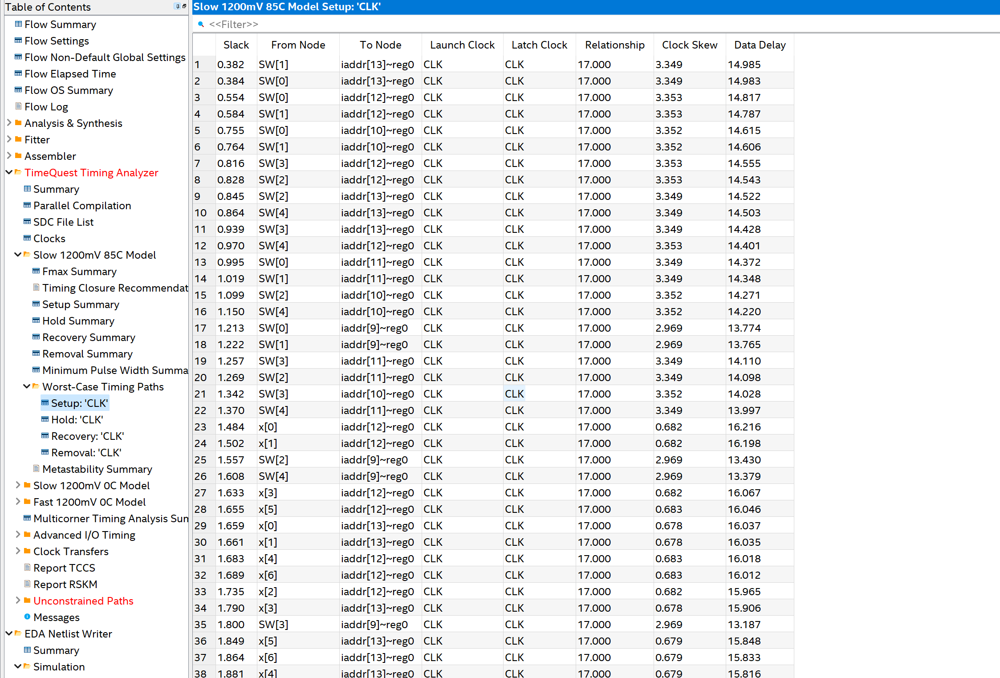 Table of Contents
Flow Summary
Flow Settings
Flow Non-Default Global Settings
Flow Elapsed Time
Flow OS Summary
Flow Log
Analysis & Synthesis
Fitter
Assembler
TimeQuest Timing Analyzer
Summary
Parallel Compilation
SDC File List
Clocks
Slow 1200mV 85C Model
Fmax Summary
Timing Closure Recommendat
Setup Summary
Hold Summary
Recovery Summary
Removal Summary
Minimum Pulse Width Summa
Worst-Case Timing Paths
Setup: 'CLK'
Hold: 'CLK'
Recovery: 'CLK'
Removal: 'CLK'
Metastability Summary
Slow 1200mV 0C Model
Fast 1200mV 0C Model
Multicorner Timing Analysis Sum
Advanced I/O Timing
Clock Transfers
Report TCCS
Report RSKM
Unconstrained Paths
Messages
EDA Netlist Writer
Summary
Simulation
Slow 1200mV 85C Model Setup: 'CLK'
<<Filter>>
Slack From Node To Node Launch Clock Latch Clock Relationship Clock Skew Data Delay
1 0.382 SW[1] iaddr[13]~reg0 CLK CLK 17.000 3.349 14.985
2 0.384 SW[0] iaddr[13]~reg0 CLK CLK 17.000 3.349 14.983
3 0.554 SW[0] iaddr[12]~reg0 CLK CLK 17.000 3.353 14.817
4 0.584 SW[1] iaddr[12]~reg0 CLK CLK 17.000 3.353 14.787
5 0.755 SW[0] iaddr[10]~reg0 CLK CLK 17.000 3.352 14.615
6 0.764 SW[1] iaddr[10]~reg0 CLK CLK 17.000 3.352 14.606
7 0.816 SW[3] iaddr[12]~reg0 CLK CLK 17.000 3.353 14.555
8 0.828 SW[2] iaddr[12]~reg0 CLK CLK 17.000 3.353 14.543
9 0.845 SW[2] iaddr[13]~reg0 CLK CLK 17.000 3.349 14.522
10 0.864 SW[4] iaddr[13]~reg0 CLK CLK 17.000 3.349 14.503
11 0.939 SW[3] iaddr[13]~reg0 CLK CLK 17.000 3.349 14.428
12 0.970 SW[4] iaddr[12]~reg0 CLK CLK 17.000 3.353 14.401
13 0.995 SW[0] iaddr[11]~reg0 CLK CLK 17.000 3.349 14.372
14 1.019 SW[1] iaddr[11]~reg0 CLK CLK 17.000 3.349 14.348
15 1.099 SW[2] iaddr[10]~reg0 CLK CLK 17.000 3.352 14.271
16 1.150 SW[4] iaddr[10]~reg0 CLK CLK 17.000 3.352 14.220
17 1.213 SW[0] iaddr[9]~reg0 CLK CLK 17.000 2.969 13.774
18 1.222 SW[1] iaddr[9]~reg0 CLK CLK 17.000 2.969 13.765
19 1.257 SW[3] iaddr[11]~reg0 CLK CLK 17.000 3.349 14.110
20 1.269 SW[2] iaddr[11]~reg0 CLK CLK 17.000 3.349 14.098
21 1.342 SW[3] iaddr[10]~reg0 CLK CLK 17.000 3.352 14.028
22 1.370 SW[4] iaddr[11]~reg0 CLK CLK 17.000 3.349 13.997
23 1.484 x[0] iaddr[12]~reg0 CLK CLK 17.000 0.682 16.216
24 1.502 x[1] iaddr[12]~reg0 CLK CLK 17.000 0.682 16.198
25 1.557 SW[2] iaddr[9]~reg0 CLK CLK 17.000 2.969 13.430
26 1.608 SW[4] iaddr[9]~reg0 CLK CLK 17.000 2.969 13.379
27 1.633 x[3] iaddr[12]~reg0 CLK CLK 17.000 0.682 16.067
28 1.655 x[5] iaddr[12]~reg0 CLK CLK 17.000 0.683 16.046
29 1.659 x[0] iaddr[13]~reg0 CLK CLK 17.000 0.678 16.037
30 1.661 x[1] iaddr[13]~reg0 CLK CLK 17.000 0.678 16.035
31 1.683 x[4] iaddr[12]~reg0 CLK CLK 17.000 0.683 16.018
32 1.689 x[6] iaddr[12]~reg0 CLK CLK 17.000 0.683 16.012
33 1.735 x[2] iaddr[12]~reg0 CLK CLK 17.000 0.682 15.965
34 1.790 x[3] iaddr[13]~reg0 CLK CLK 17.000 0.678 15.906
35 1.800 SW[3] iaddr[9]~reg0 CLK CLK 17.000 2.969 13.187
36 1.849 x[5] iaddr[13]~reg0 CLK CLK 17.000 0.679 15.848
37 1.864 x[6] iaddr[13]~reg0 CLK CLK 17.000 0.679 15.833
38 1.881 x[4] iaddr[13]~reg0 CLK CLK 17.000 0.679 15.816